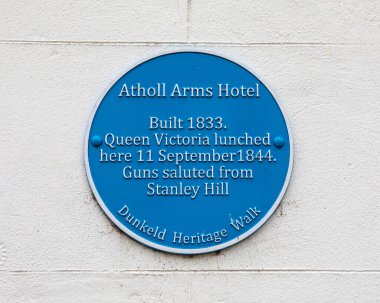 Atholl Arms Hotel
Built 1833.
Queen Victoria lunched
here 11 September1844.
Guns saluted from
Stanley Hill
Dunkeld Heritage Walk